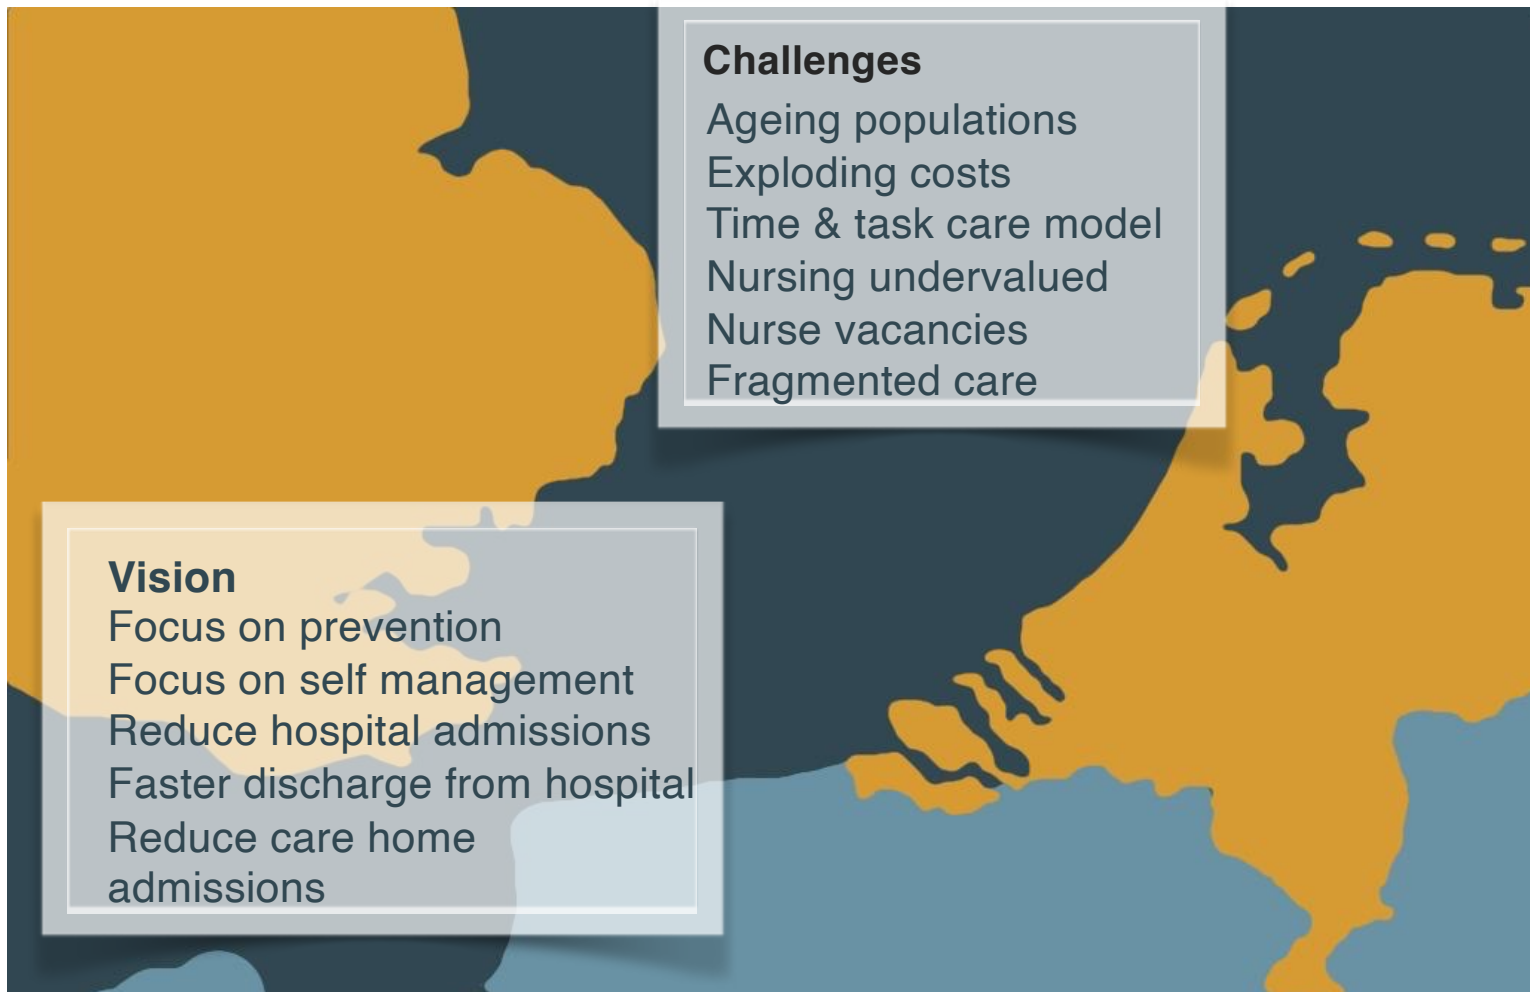 Challenges
Ageing populations
Exploding costs
Time & task care model
Nursing undervalued
Nurse vacancies
Fragmented care
Vision
Focus on prevention
Focus on self management
Reduce hospital admissions
Faster discharge from hospital
Reduce care home
admissions